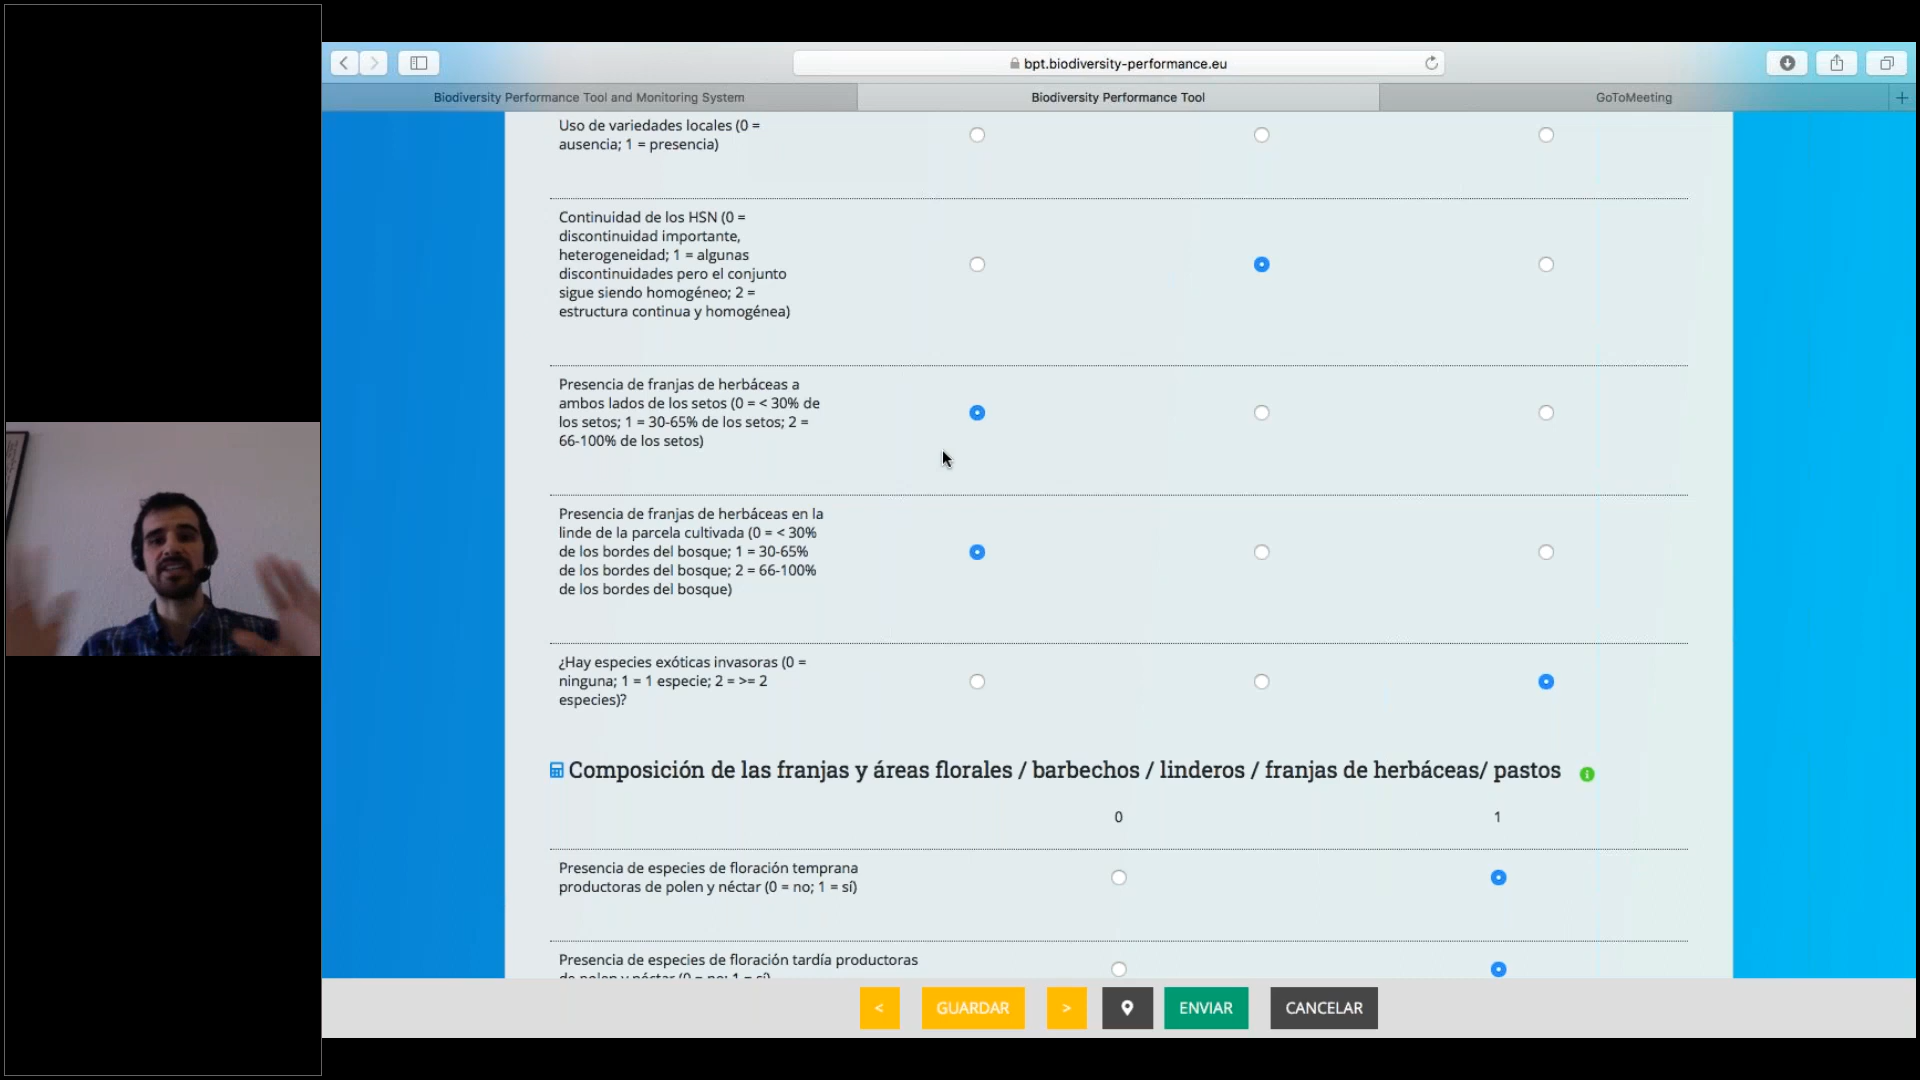 bpt.biodiversity-performance.eu
Biodiversity Performance Tool and Monitoring System
Biodiversity Performance Tool
GoToMeeting
Uso de variedades locales (0 =
ausencia; 1 = presencia)
Continuidad de los HSN (0 =
discontinuidad importante,
heterogeneidad; 1 = algunas
discontinuidades pero el conjunto
sigue siendo homogéneo; 2 =
estructura continua y homogénea)
Presencia de franjas de herbáceas a
ambos lados de los setos (0 = < 30% de
los setos; 1 = 30-65% de los setos; 2 =
66-100% de los setos)
Presencia de franjas de herbáceas en la
linde de la parcela cultivada (0 = < 30%
de los bordes del bosque; 1 = 30-65%
de los bordes del bosque; 2 = 66-100%
de los bordes del bosque)
¿Hay especies exóticas invasoras (0 =
ninguna; 1 = 1 especie; 2 = >= 2
especies)?
Composición de las franjas y áreas florales / barbechos / linderos / franjas de herbáceas/ pastos
0 1
Presencia de especies de floración temprana
productoras de polen y néctar (0 = no; 1 = sí)
Presencia de especies de floración tardía productoras
de polen y néctar (0 = no; 1 = sí)
< GUARDAR > ENVIAR CANCELAR